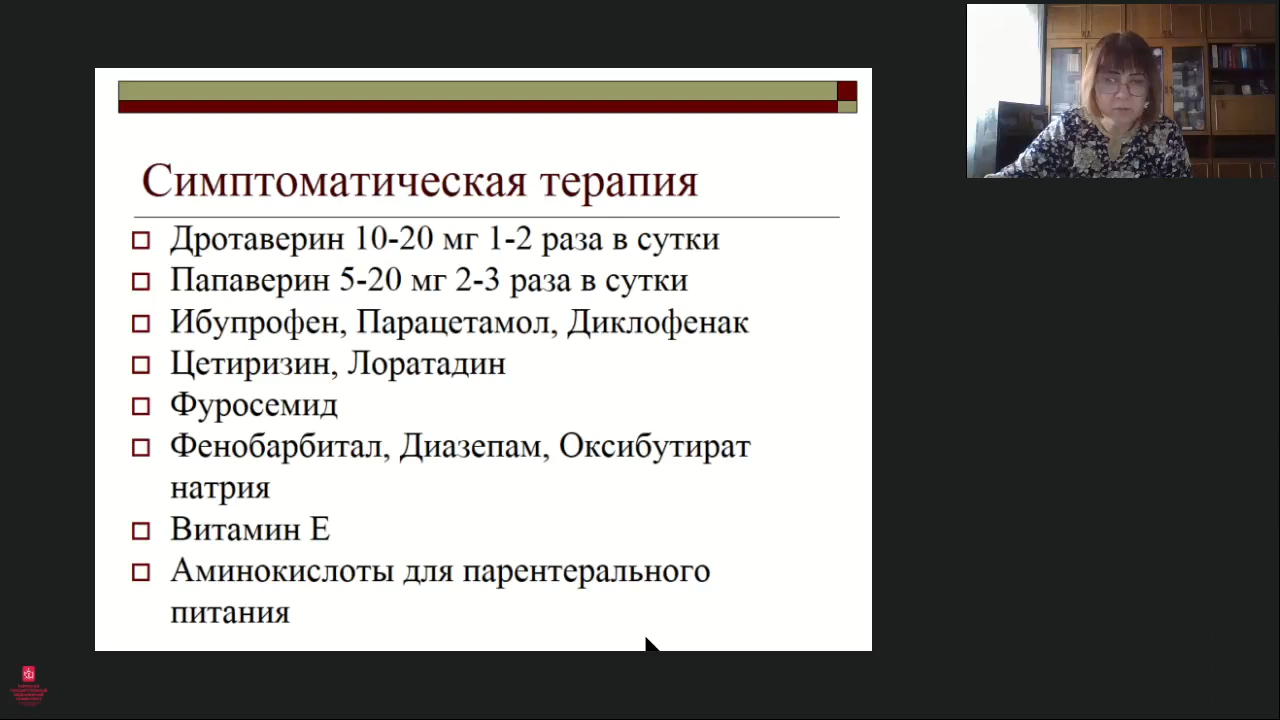 Симптоматическая терапия
Дротаверин 10-20 мг 1-2 раза в сутки
Папаверин 5-20 мг 2-3 раза в сутки
Ибупрофен, Парацетамол, Диклофенак
Цетиризин, Лоратадин
Фуросемид
Фенобарбитал, Диазепам, Оксибутират
натрия
Витамин Е
Аминокислоты для парентерального
питания